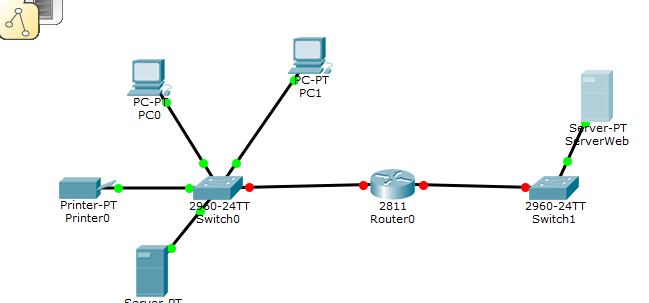 PC-PT
PC0
PC-PT
PC1
Server-PT
ServerWeb
Printer-PT
Printer0
2960-24TT
Switch0
2811
Router0
2960-24TT
Switch1
Server-PT